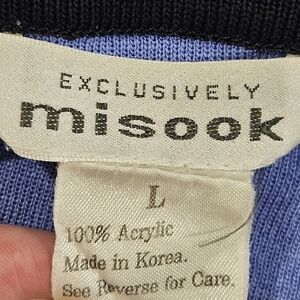 EXCLUSIVELY
misook
L
100% Acrylic
Made in Korea.
See Reverse for Care.